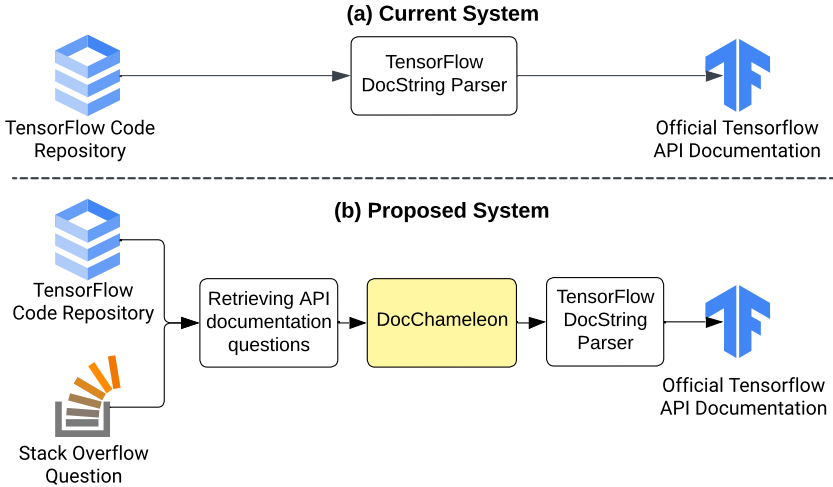 (a) Current System
TensorFlow
DocString Parser
TensorFlow Code
Repository
Official Tensorflow
API Documentation
(b) Proposed System
TensorFlow
Code Repository
Retrieving API
documentation
questions
DocChameleon
TensorFlow
DocString
Parser
Official Tensorflow
API Documentation
Stack Overflow
Question